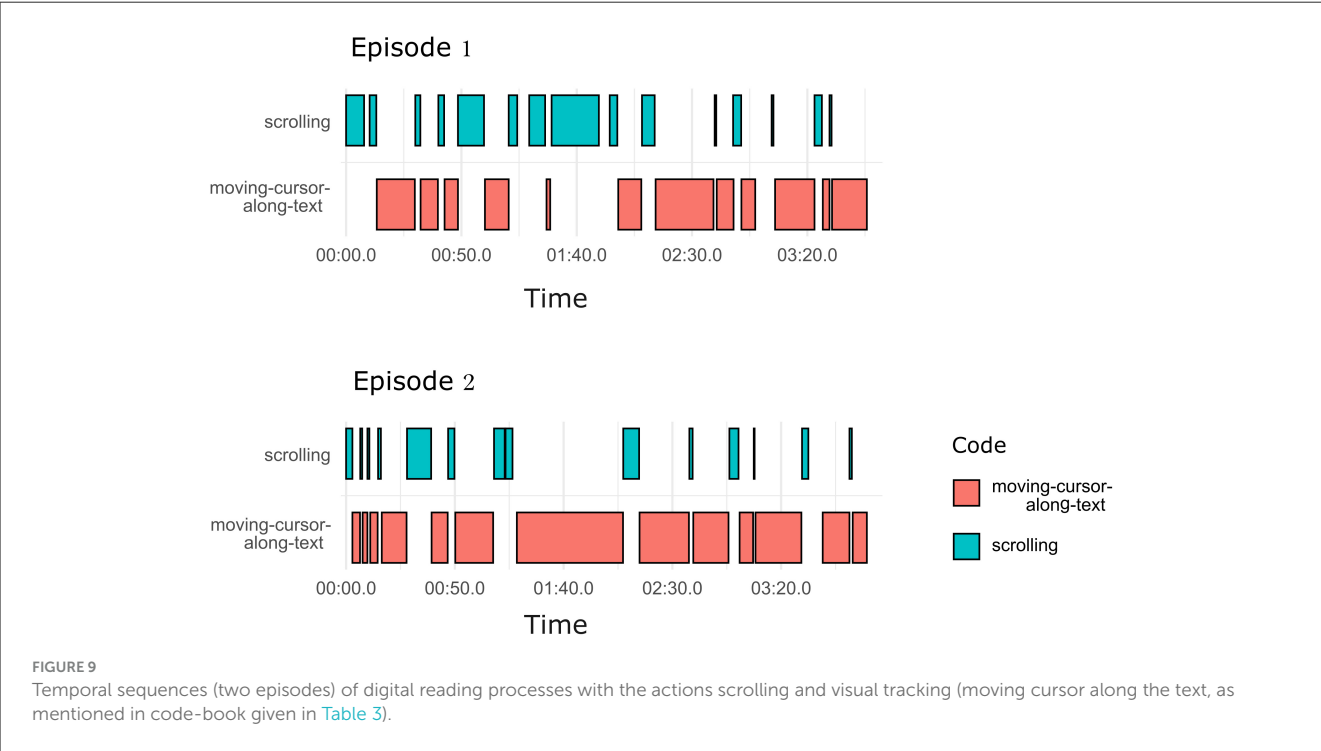 Episode 1
scrolling
moving-cursor-
along-text
00:00.0 00:50.0 01:40.0 02:30.0 03:20.0
Time
Episode 2
scrolling
moving-cursor-
along-text
00:00.0 00:50.0 01:40.0 02:30.0 03:20.0
Time
Code
moving-cursor-
along-text
scrolling
FIGURE 9
Temporal sequences (two episodes) of digital reading processes with the actions scrolling and visual tracking (moving cursor along the text, as
mentioned in code-book given in Table 3).